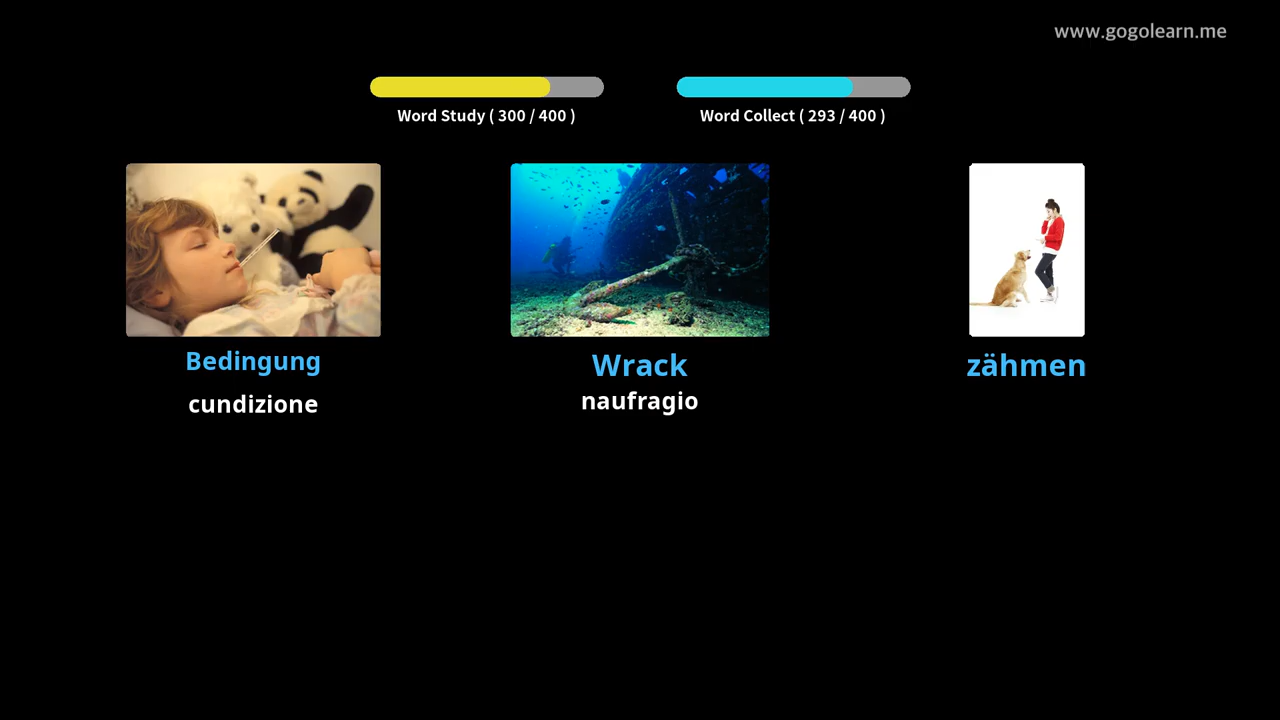 www.gogolearn.me
Word Study ( 300 / 400 )
Word Collect ( 293 / 400 )
Bedingung
cundizione
Wrack
naufragio
zähmen